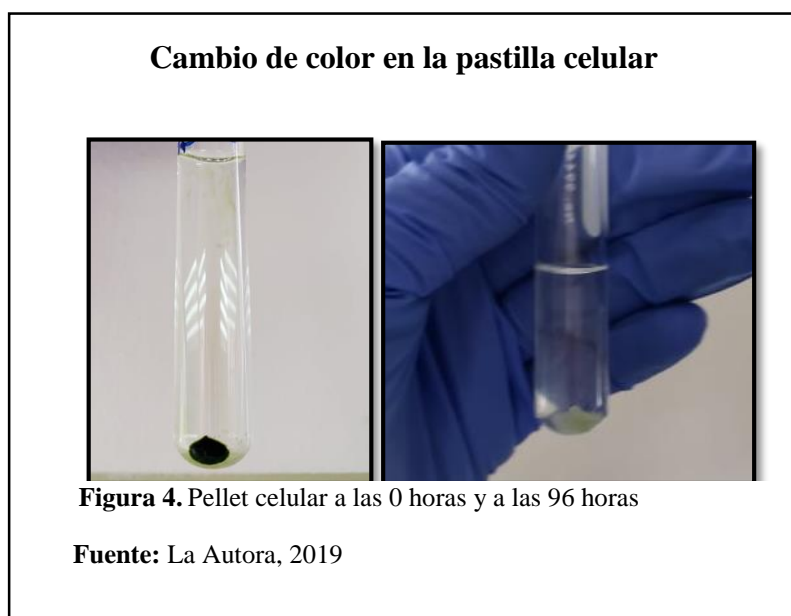 Cambio de color en la pastilla celular
Figura 4. Pellet celular a las 0 horas y a las 96 horas
Fuente: La Autora, 2019